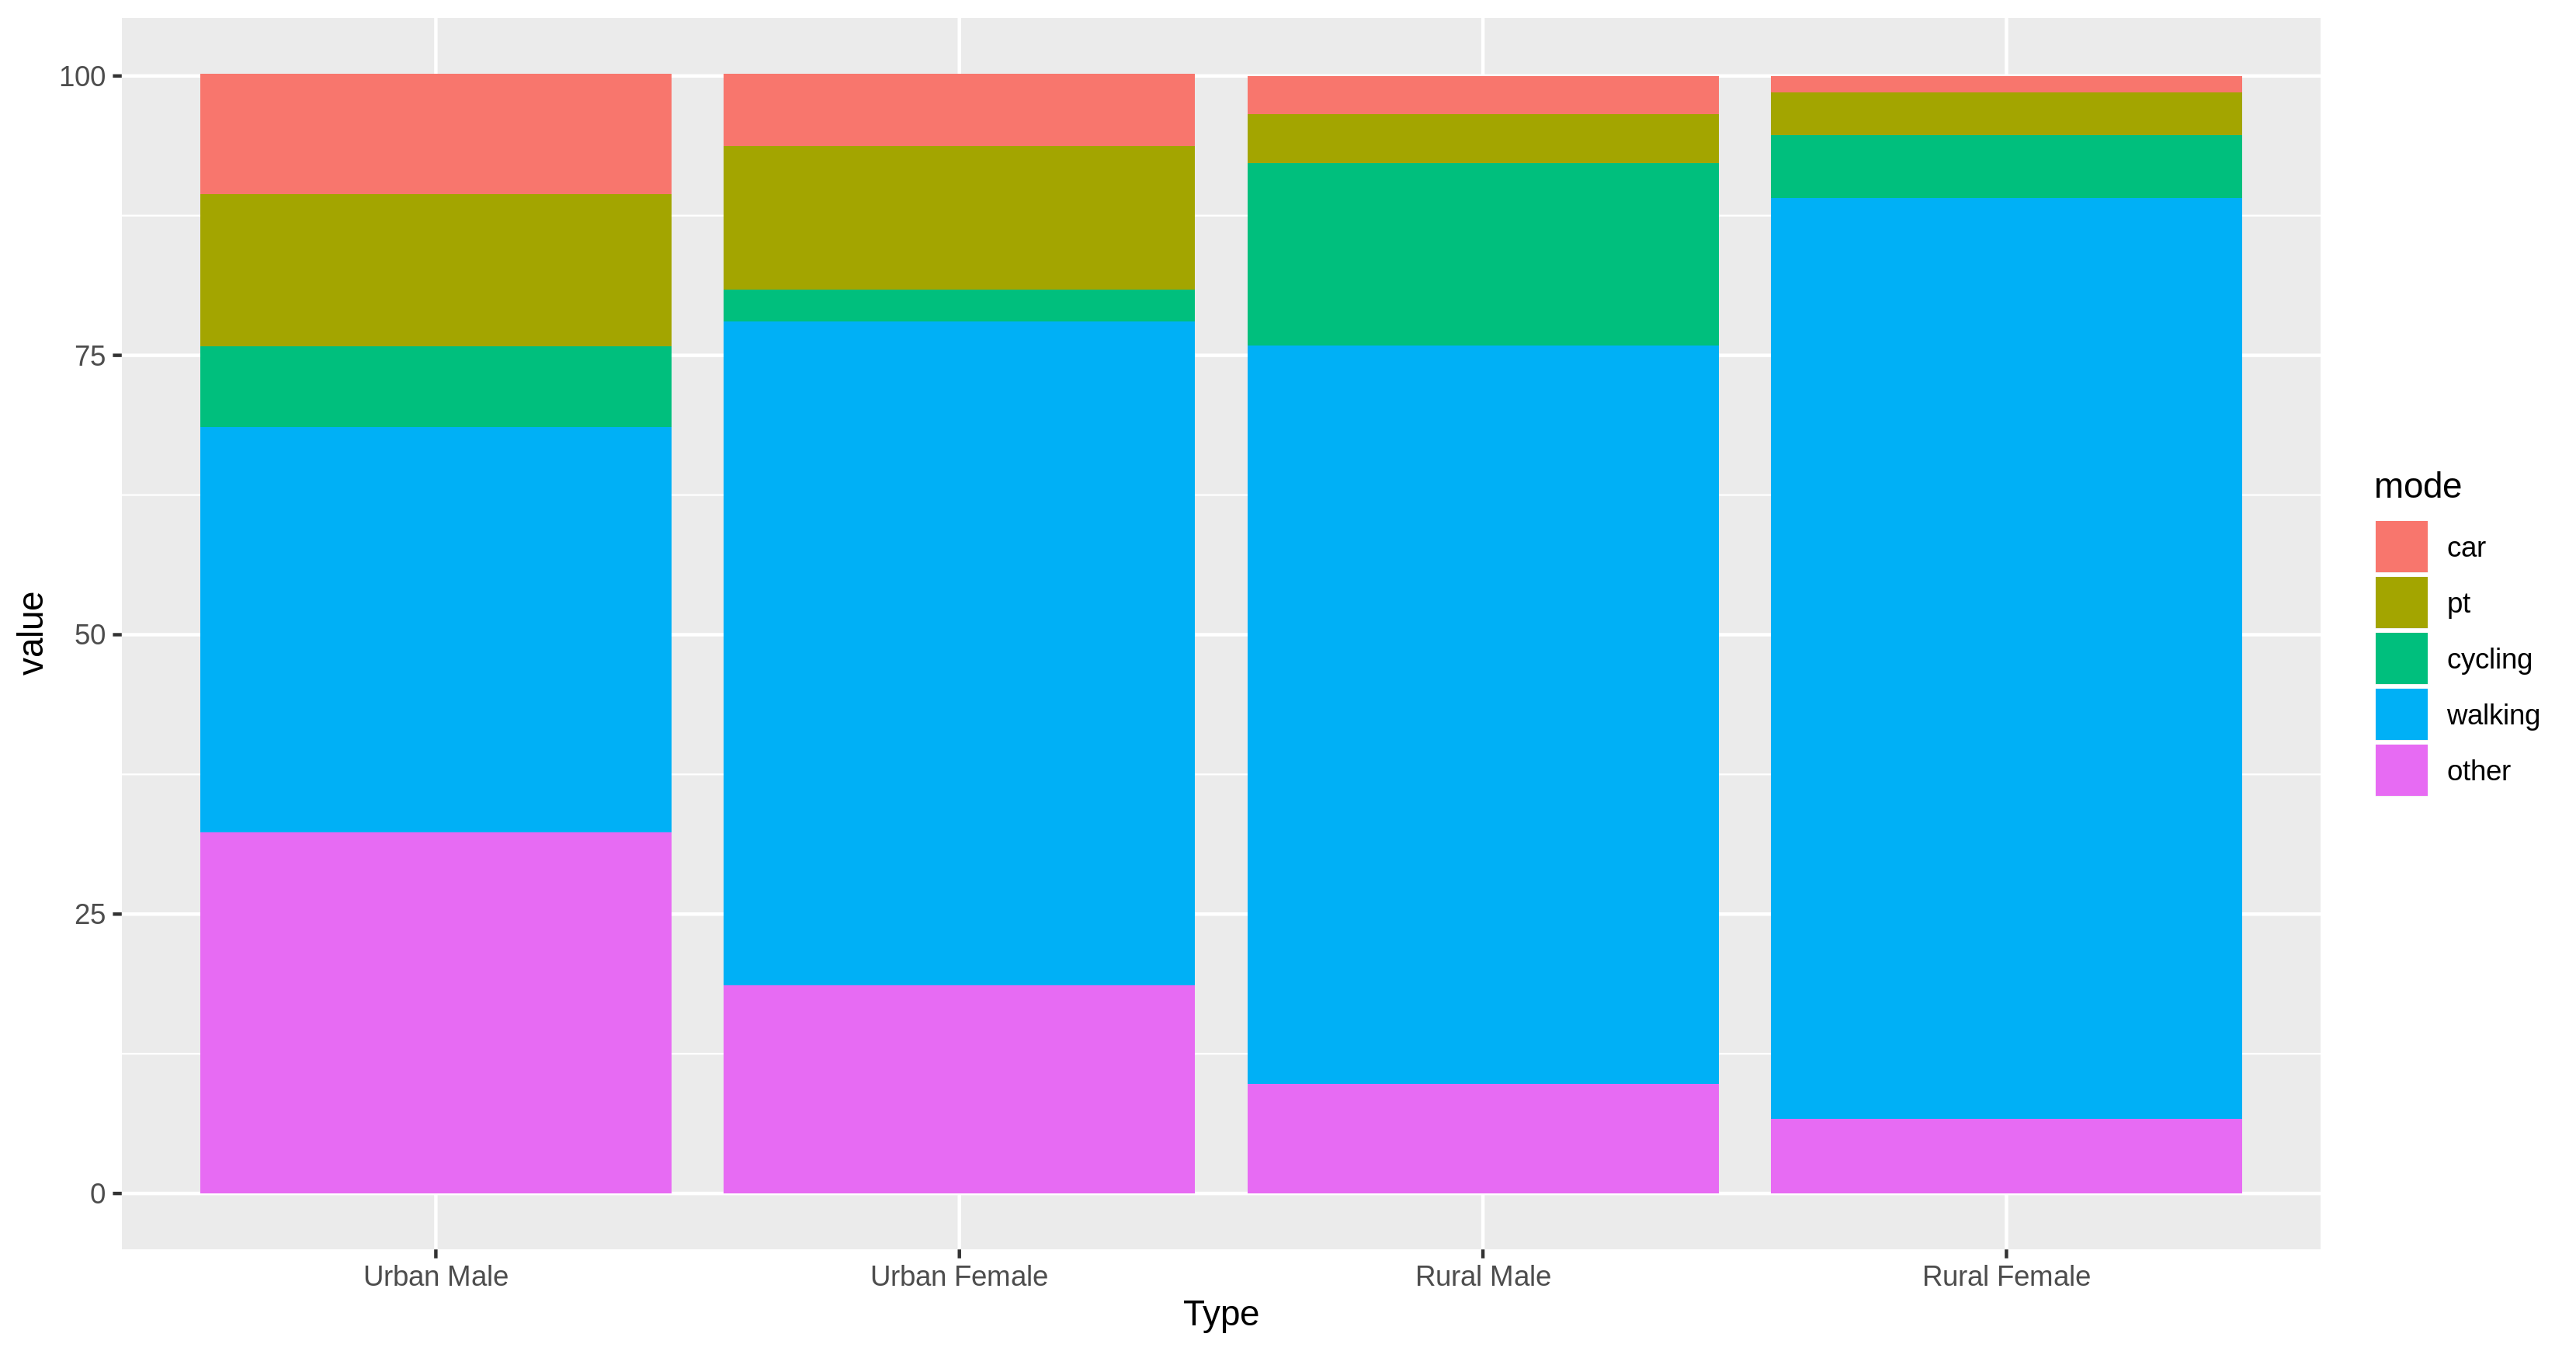 100
75
50
25
0
value
Urban Male
Urban Female
Rural Male
Rural Female
Type
mode
car
pt
cycling
walking
other